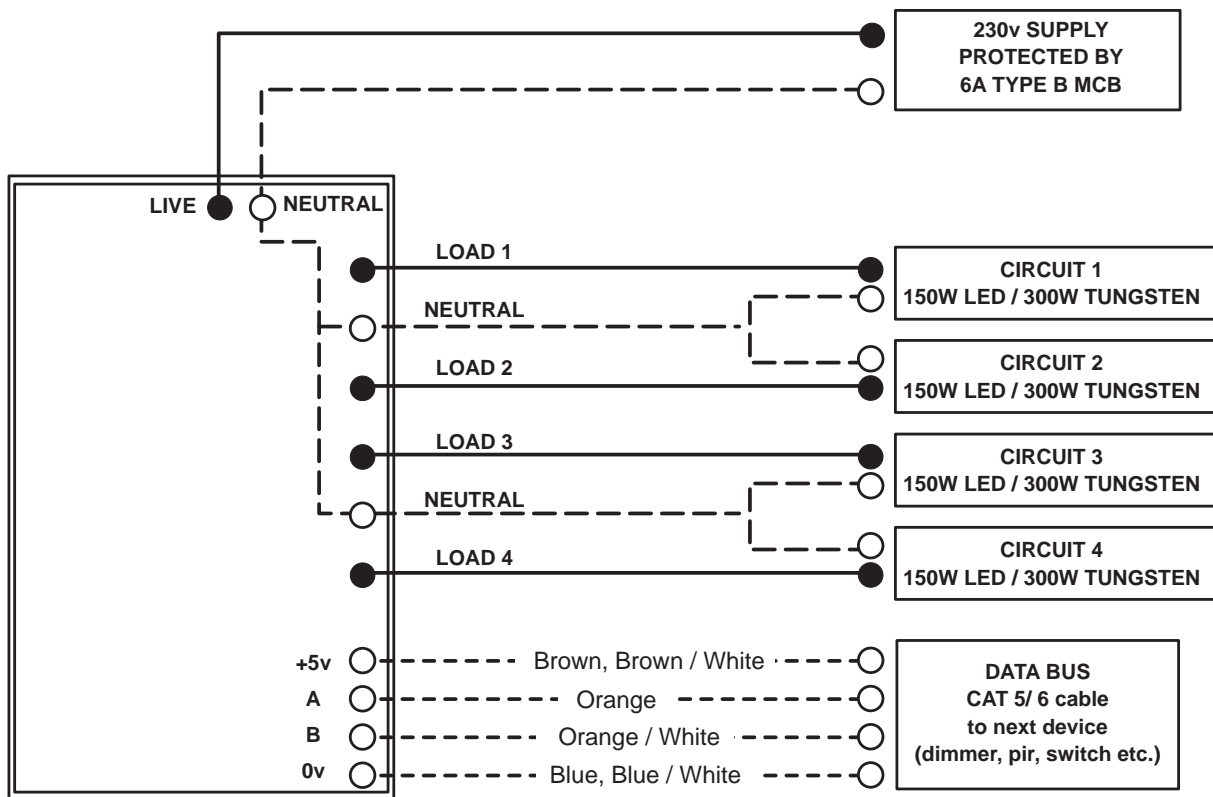 230v SUPPLY
PROTECTED BY
6A TYPE B MCB
LIVE
NEUTRAL
LOAD 1
CIRCUIT 1
150W LED / 300W TUNGSTEN
NEUTRAL
LOAD 2
CIRCUIT 2
150W LED / 300W TUNGSTEN
LOAD 3
CIRCUIT 3
150W LED / 300W TUNGSTEN
NEUTRAL
LOAD 4
CIRCUIT 4
150W LED / 300W TUNGSTEN
+5v
Brown, Brown / White
A
Orange
B
Orange / White
0v
Blue, Blue / White
DATA BUS
CAT 5/ 6 cable
to next device
(dimmer, pir, switch etc.)